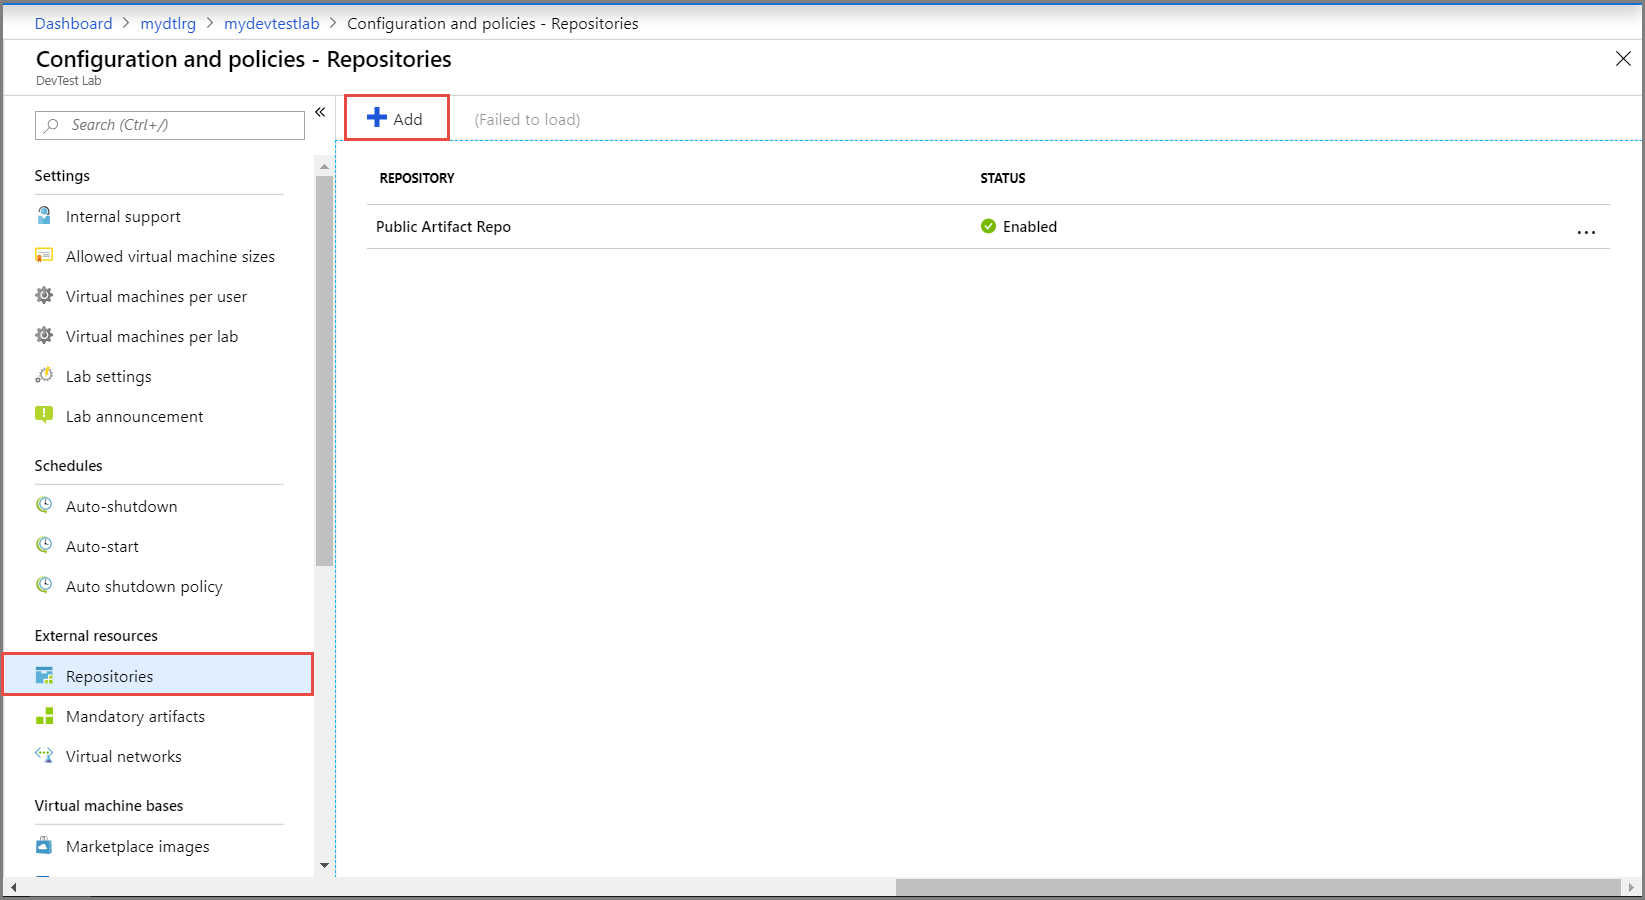 Dashboard > mydtlrg > mydevtestlab > Configuration and policies - Repositories
Configuration and policies - Repositories
DevTest Lab
Search (Ctrl+/)
«
Settings
Internal support
Allowed virtual machine sizes
Virtual machines per user
Virtual machines per lab
Lab settings
Lab announcement
Schedules
Auto-shutdown
Auto-start
Auto shutdown policy
External resources
Repositories
Mandatory artifacts
Virtual networks
Virtual machine bases
Marketplace images
Add (Failed to load)
REPOSITORY STATUS
Public Artifact Repo Enabled ...